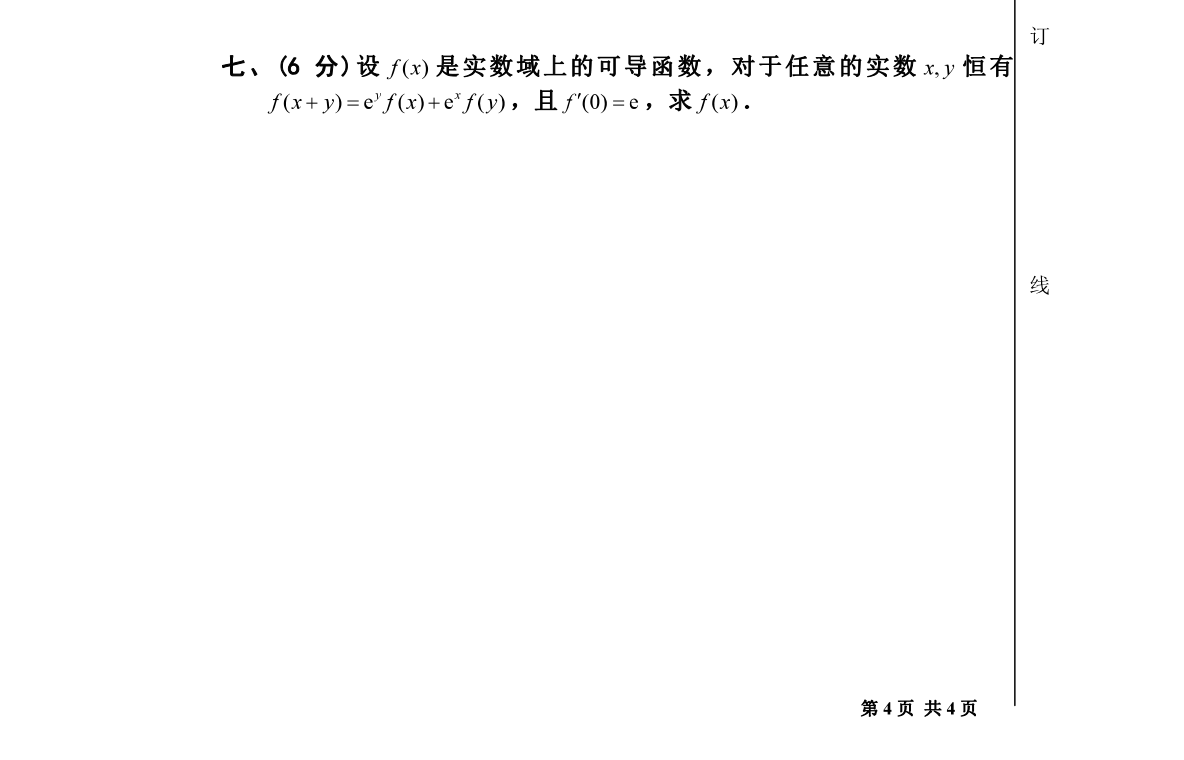 七、(6 分) 设 f(x) 是实数域上的可导函数，对于任意的实数 x, y 恒有
f(x+y)=e^y f(x)+e^x f(y)，且 f′(0)=e，求 f(x)．
订
线
第 4 页 共 4 页